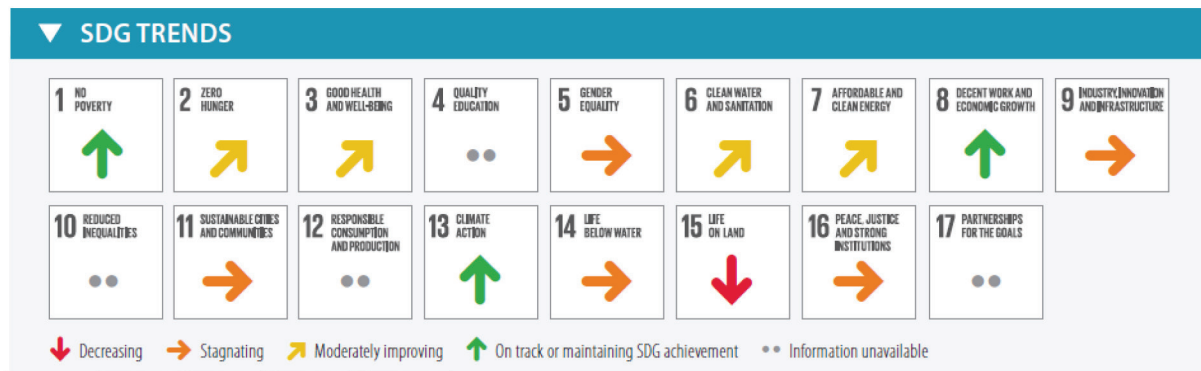 SDG TRENDS
1 NO
POVERTY
2 ZERO
HUNGER
3 GOOD HEALTH
AND WELL-BEING
4 QUALITY
EDUCATION
5 GENDER
EQUALITY
6 CLEAN WATER
AND SANITATION
7 AFFORDABLE AND
CLEAN ENERGY
8 DECENT WORK AND
ECONOMIC GROWTH
9 INDUSTRY, INNOVATION
AND INFRASTRUCTURE
10 REDUCED
INEQUALITIES
11 SUSTAINABLE CITIES
AND COMMUNITIES
12 RESPONSIBLE
CONSUMPTION
AND PRODUCTION
13 CLIMATE
ACTION
14 LIFE
BELOW WATER
15 LIFE
ON LAND
16 PEACE, JUSTICE
AND STRONG
INSTITUTIONS
17 PARTNERSHIPS
FOR THE GOALS
Decreasing Stagnating Moderately improving On track or maintaining SDG achievement Information unavailable